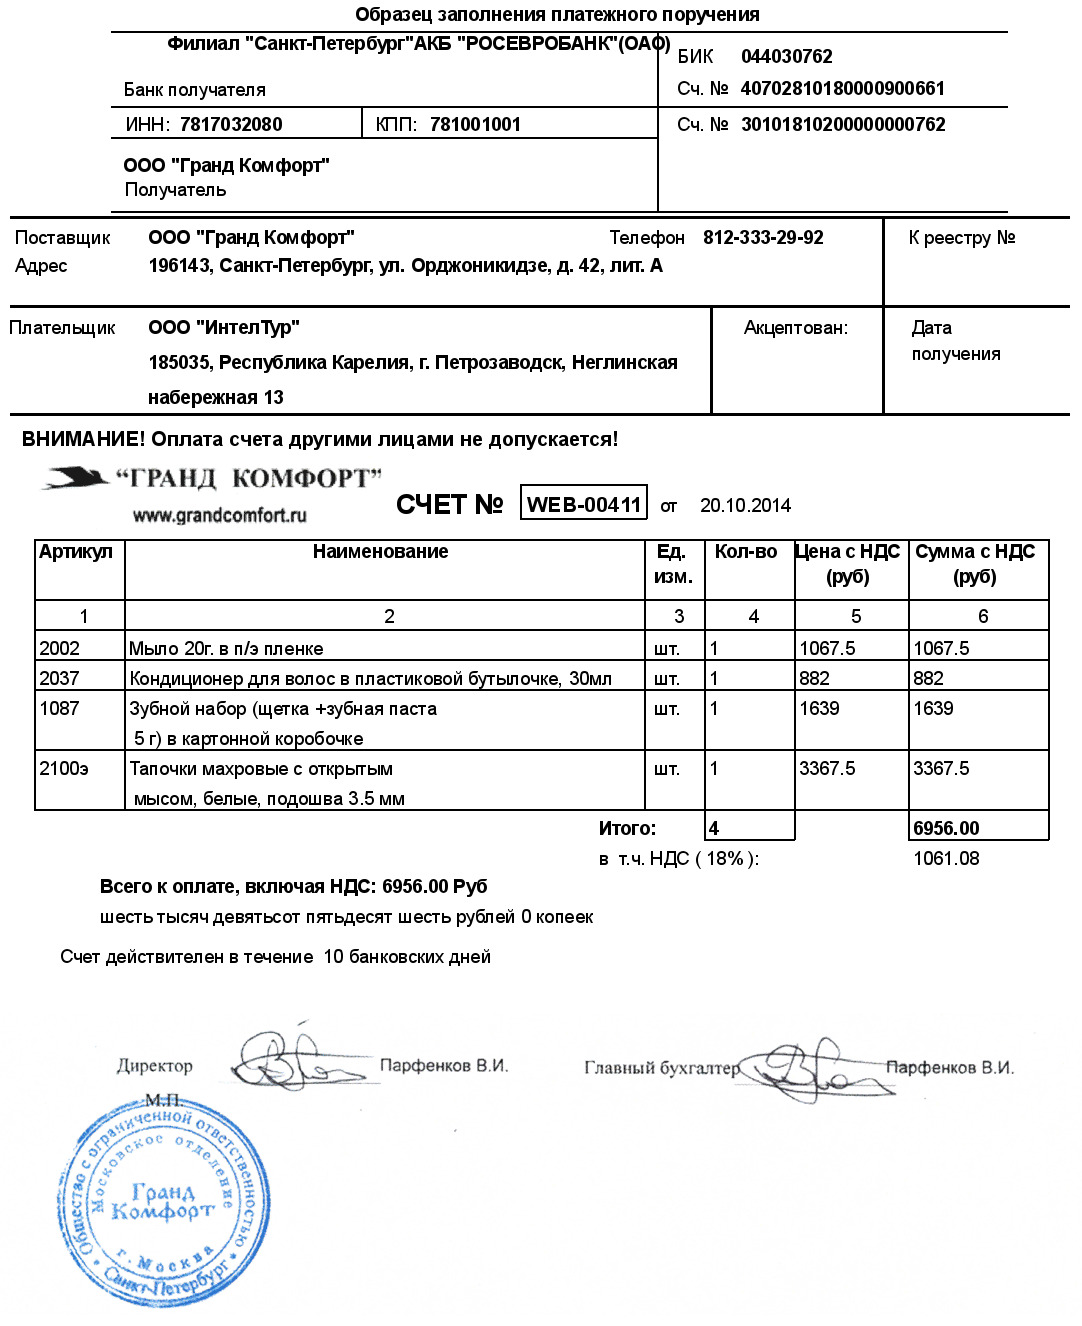 Образец заполнения платежного поручения
Филиал "Санкт-Петербург"АКБ "РОСЕВРОБАНК"(ОАО)
БИК 044030762
Банк получателя
Сч. № 40702810180000900661
ИНН: 7817032080 КПП: 781001001
Сч. № 30101810200000000762
ООО "Гранд Комфорт"
Получатель
Поставщик ООО "Гранд Комфорт" Телефон 812-333-29-92 К реестру №
Адрес 196143, Санкт-Петербург, ул. Орджоникидзе, д. 42, лит. А
Плательщик ООО "ИнтелТур" Акцептован: Дата
получения
185035, Республика Карелия, г. Петрозаводск, Неглинская
набережная 13
ВНИМАНИЕ! Оплата счета другими лицами не допускается!
"ГРАНД КОМФОРТ"
www.grandcomfort.ru
СЧЕТ № WEB-00411 от 20.10.2014
Артикул Наименование Ед. Кол-во Цена с НДС Сумма с НДС
изм. (руб) (руб)
1 2 3 4 5 6
2002 Мыло 20г. в п/э пленке шт. 1 1067.5 1067.5
2037 Кондиционер для волос в пластиковой бутылочке, 30мл шт. 1 882 882
1087 Зубной набор (щетка +зубная паста шт. 1 1639 1639
5 г) в картонной коробочке
2100э Тапочки махровые с открытым шт. 1 3367.5 3367.5
мысом, белые, подошва 3.5 мм
Итого: 4 6956.00
в т.ч. НДС ( 18% ): 1061.08
Всего к оплате, включая НДС: 6956.00 Руб
шесть тысяч девятьсот пятьдесят шесть рублей 0 копеек
Счет действителен в течение 10 банковских дней
Директор Парфенков В.И. Главный бухгалтер Парфенков В.И.
М.П.
Общество с ограниченной ответственностью
Московское отделение
Гранд
Комфорт
г. Москва
Санкт-Петербург